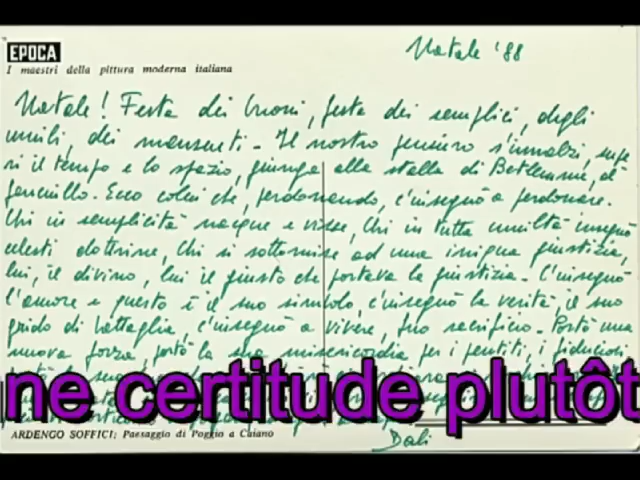 Natale '88
EPOCA
I maestri della pittura moderna italiana
Natale! Festa dei buoni, festa dei semplici, degli
umili, dei mansueti - Il nostro pensiero s'innalzi, supe
ri il tempo e lo spazio, giunga alla stalla di Betlemme, al
fanciullo. Ecco colui che, perdonando, c'insegnò a perdonare.
Chi in semplicità nacque e visse, Chi in tutta umiltà insegnò
celesti dottrine, Chi si sottomise ad una iniqua giustizia,
lui, il divino, lui il giusto che portava la giustizia. C'insegnò
l'amore e questo è il suo simbolo, c'insegnò la verità, il suo
grido di battaglia, c'insegnò a vivere, suo sacrificio. Portò una
nuova forza, portò la sua misericordia per i pentiti, i fiduciosi
ne certitude plutôt
ARDENGO SOFFICI: Paesaggio di Poggio a Caiano